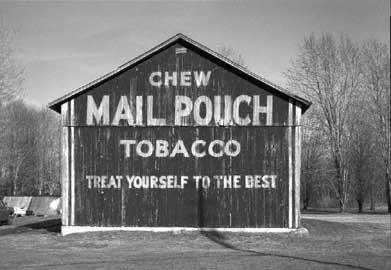 CHEW
MAIL POUCH
TOBACCO
TREAT YOURSELF TO THE BEST